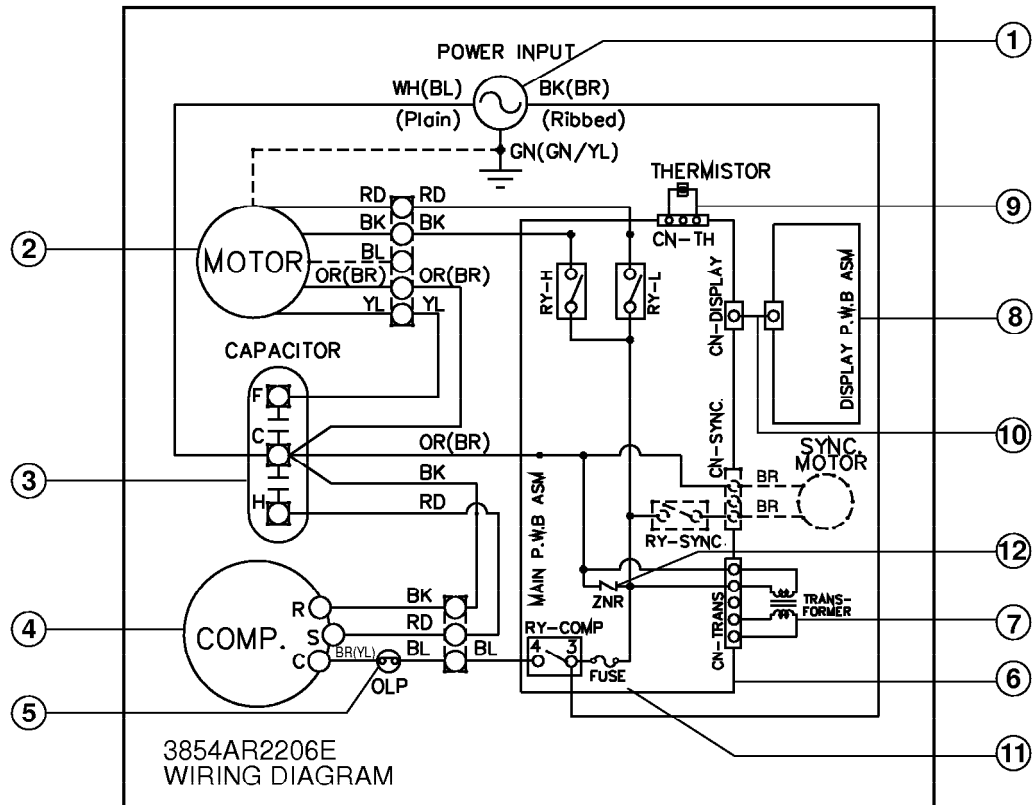 1
POWER INPUT
WH(BL) BK(BR)
(Plain) (Ribbed)
GN(GN/YL)
THERMISTOR
9
RD RD
BK BK
CN-TH
2
MOTOR
BL
OR(BR) OR(BR)
YL YL
RY-H
RY-L
CN-DISPLAY
DISPLAY P.W.B ASM
8
CAPACITOR
F
C
H
3
OR(BR)
BK
RD
MAIN P.W.B ASM
CN-SYNC.
10
SYNC.
MOTOR
BR
BR
RY-SYNC.
12
ZNR
CN-TRANS
TRANS-
FORMER
7
4
COMP.
R
S
C
BK
RD
BR(YL) BL BL
OLP
RY-COMP
4 3
FUSE
6
5
11
3854AR2206E
WIRING DIAGRAM